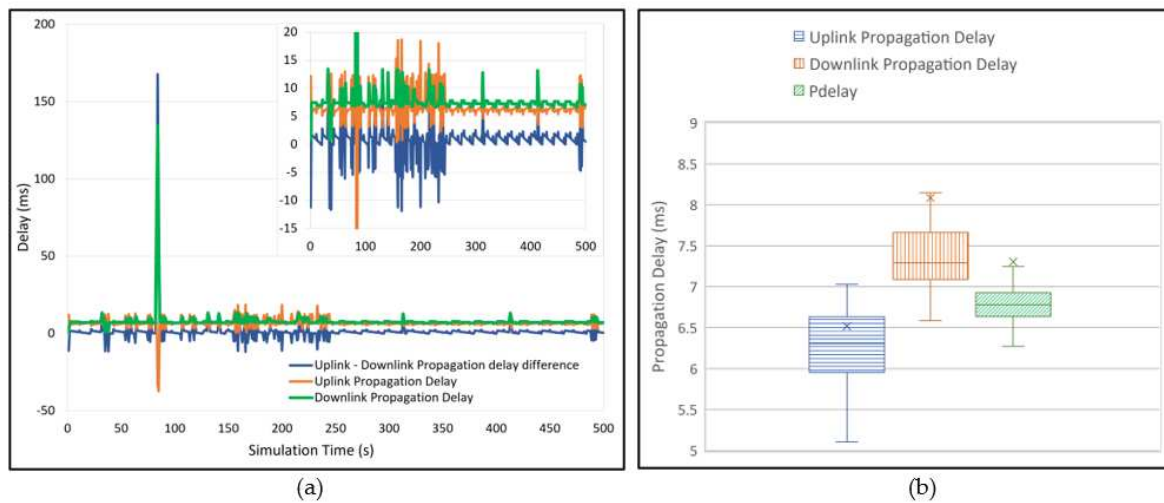 200
150
100
50
0
-50
Delay (ms)
0 50 100 150 200 250 300 350 400 450 500
Simulation Time (s)
20
15
10
5
0
-5
-10
-15
0 100 200 300 400 500
Uplink - Downlink Propagation delay difference
Uplink Propagation Delay
Downlink Propagation Delay
(a)
Uplink Propagation Delay
Downlink Propagation Delay
Pdelay
9
8.5
8
7.5
7
6.5
6
5.5
5
Propagation Delay (ms)
(b)